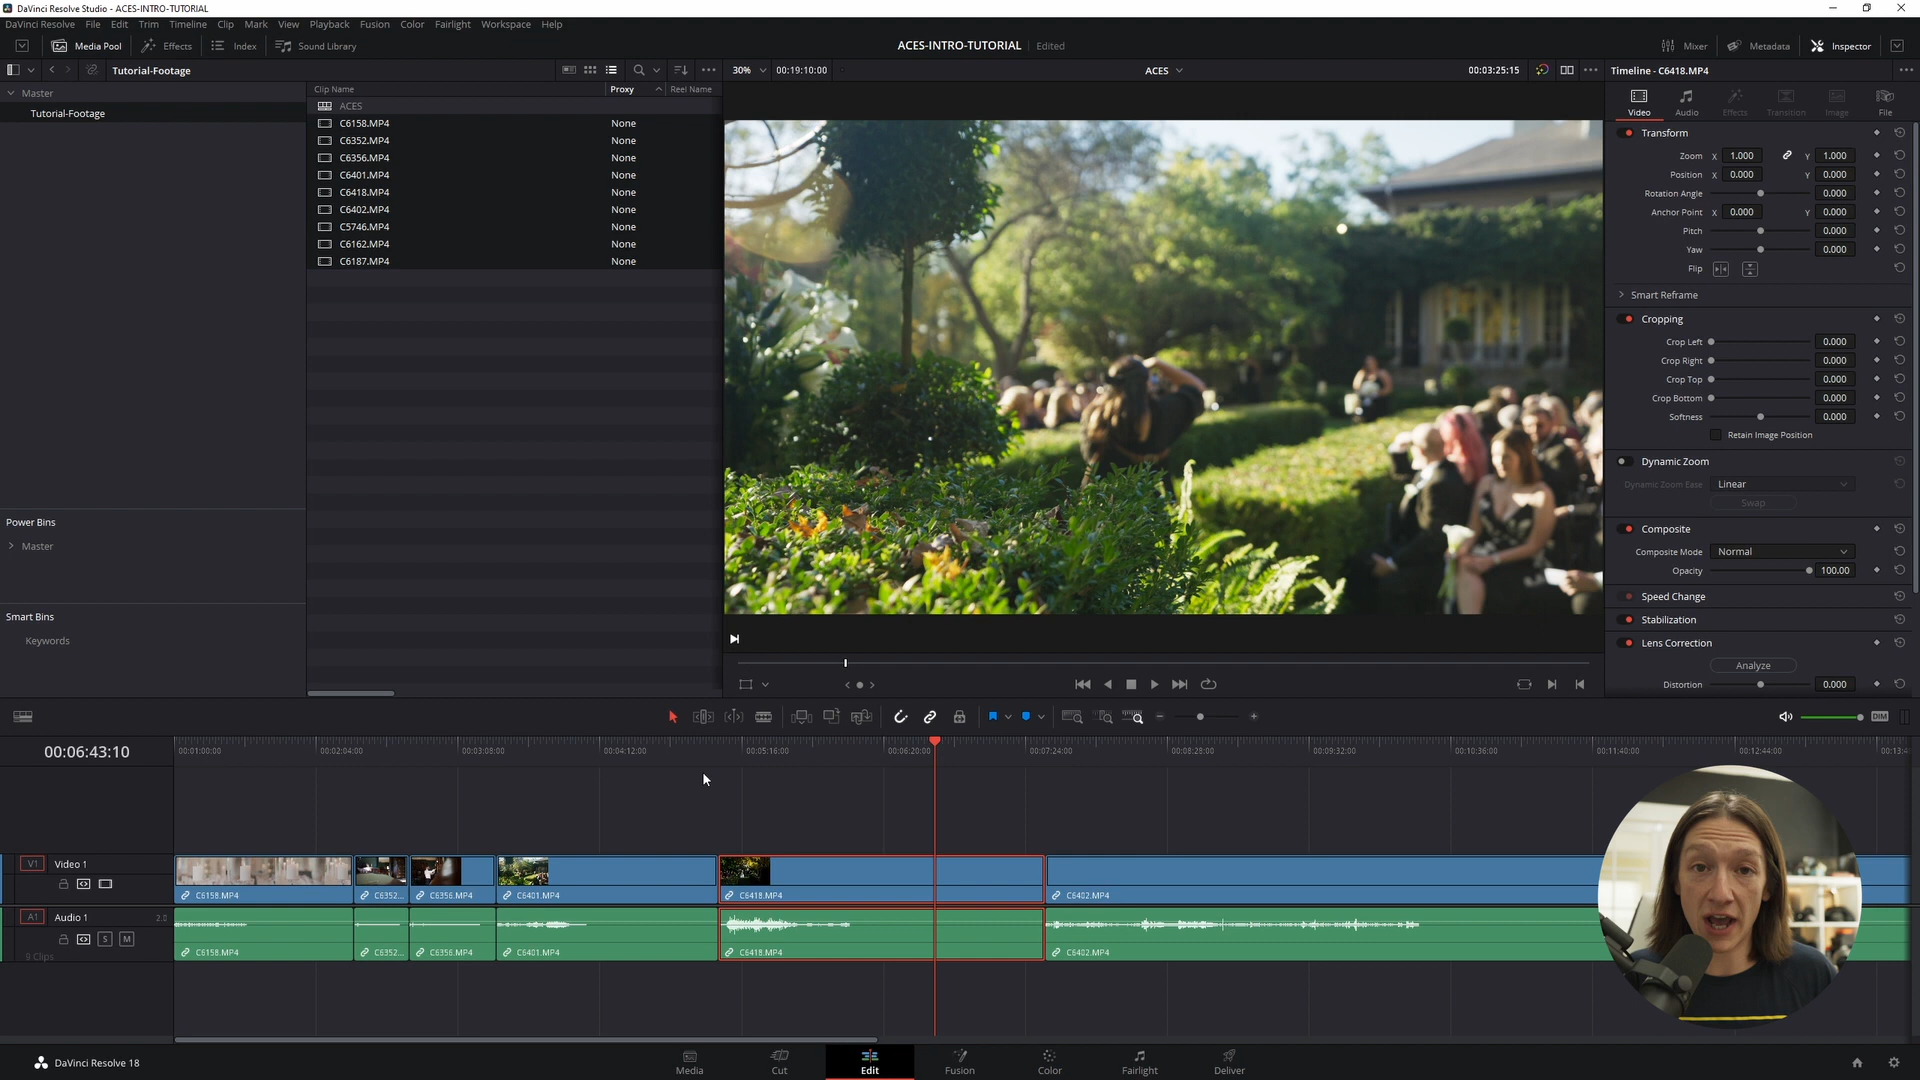 DaVinci Resolve Studio - ACES-INTRO-TUTORIAL
DaVinci Resolve File Edit Trim Timeline Clip Mark View Playback Fusion Color Fairlight Workspace Help
Media Pool Effects Index Sound Library ACES-INTRO-TUTORIAL Edited Mixer Metadata Inspector
Tutorial-Footage 30% 00:19:10:00 ACES 00:03:25:15 Timeline - C6418.MP4
Master
Tutorial-Footage
Power Bins
Master
Smart Bins
Keywords
Clip Name Proxy Reel Name
ACES
C6158.MP4 None
C6352.MP4 None
C6356.MP4 None
C6401.MP4 None
C6418.MP4 None
C6402.MP4 None
C5746.MP4 None
C6162.MP4 None
C6187.MP4 None
Video Audio Effects Transition Image File
Transform
Zoom X 1.000 Y 1.000
Position X 0.000 Y 0.000
Rotation Angle 0.000
Anchor Point X 0.000 Y 0.000
Pitch 0.000
Yaw 0.000
Flip
Smart Reframe
Cropping
Crop Left 0.000
Crop Right 0.000
Crop Top 0.000
Crop Bottom 0.000
Softness 0.000
Retain Image Position
Dynamic Zoom
Dynamic Zoom Ease Linear
Swap
Composite
Composite Mode Normal
Opacity 100.00
Speed Change
Stabilization
Lens Correction
Analyze
Distortion 0.000
DIM
00:06:43:10 00:01:00:00 00:02:04:00 00:03:08:00 00:04:12:00 00:05:16:00 00:06:20:00 00:07:24:00 00:08:28:00 00:09:32:00 00:10:36:00 00:11:40:00 00:12:44:00
V1 Video 1
C6158.MP4 C6352... C6356.MP4 C6401.MP4 C6418.MP4 C6402.MP4
A1 Audio 1 2.0
S M
9 Clips
C6158.MP4 C6352... C6356.MP4 C6401.MP4 C6418.MP4 C6402.MP4
DaVinci Resolve 18
Media Cut Edit Fusion Color Fairlight Deliver